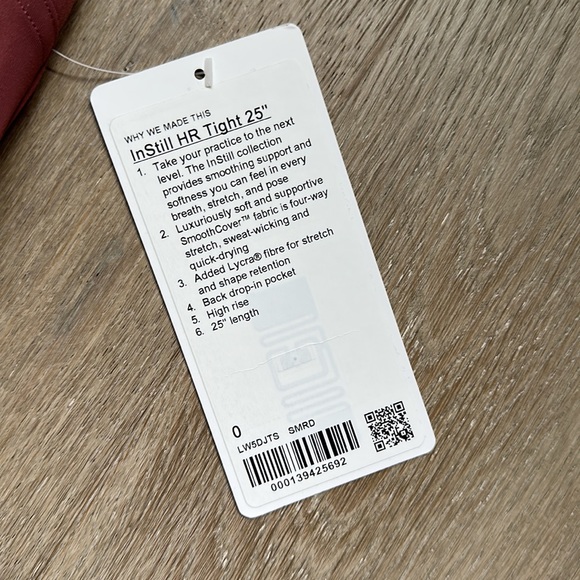 WHY WE MADE THIS
InStill HR Tight 25"
1. Take your practice to the next
level. The InStill collection
provides smoothing support and
softness you can feel in every
breath, stretch, and pose
2. Luxuriously soft and supportive
SmoothCover™ fabric is four-way
stretch, sweat-wicking and
quick-drying
3. Added Lycra® fibre for stretch
and shape retention
4. Back drop-in pocket
5. High rise
6. 25" length
0
LW5DJTS SMRD
000139425692